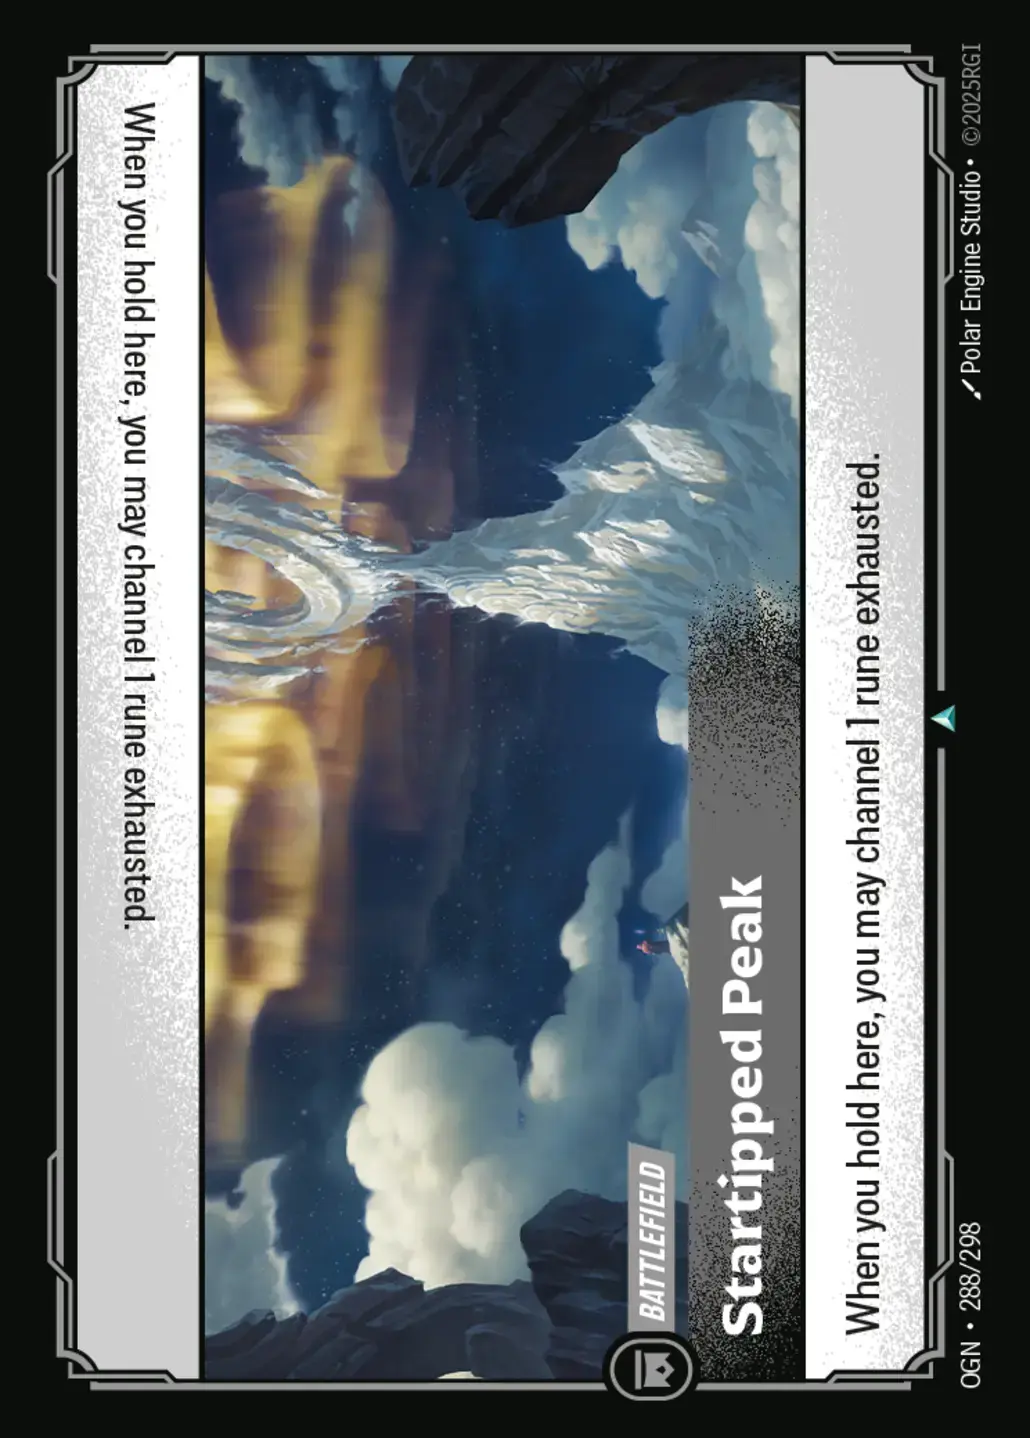 When you hold here, you may channel 1 rune exhausted.
BATTLEFIELD
Startipped Peak
When you hold here, you may channel 1 rune exhausted.
OGN • 288/298
Polar Engine Studio • ©2025RGI